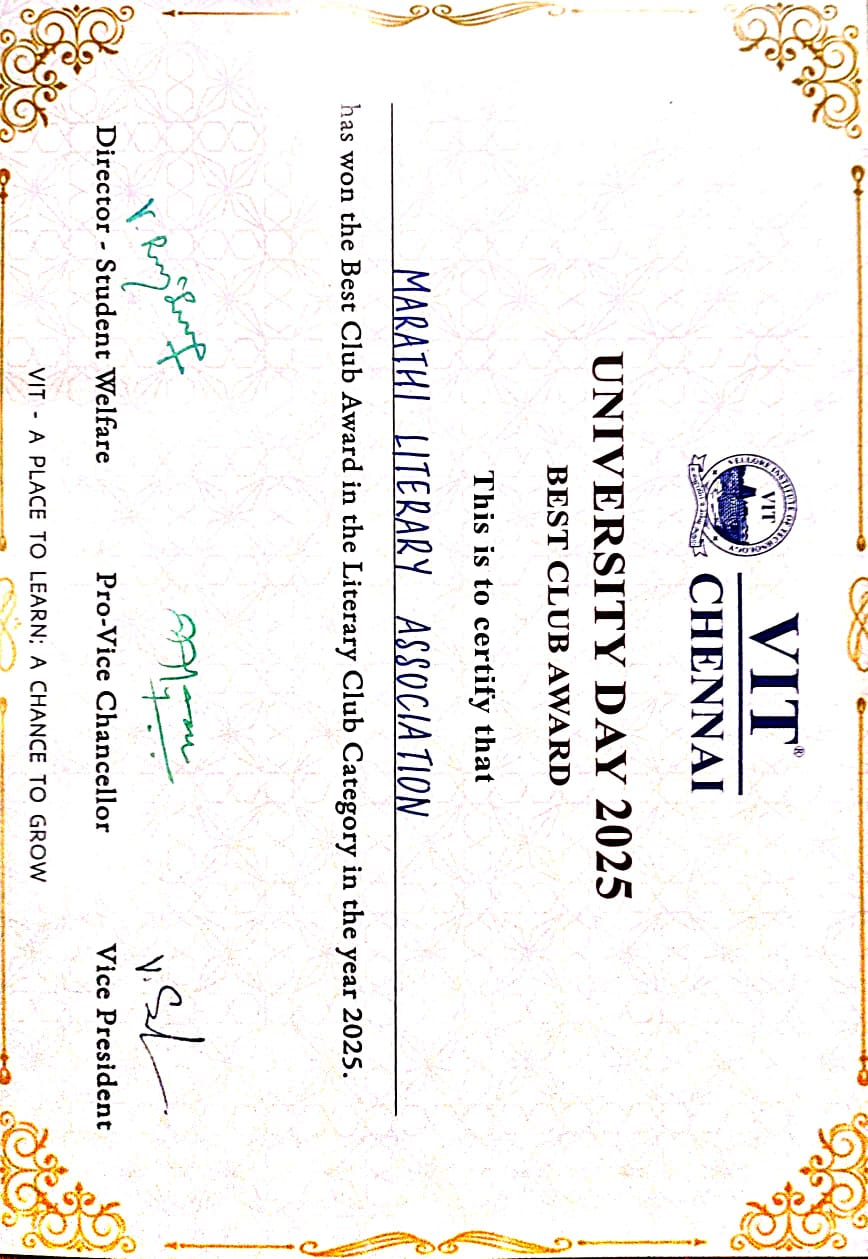 VELLORE INSTITUTE OF TECHNOLOGY
VIT
VIT®
CHENNAI
UNIVERSITY DAY 2025
BEST CLUB AWARD
This is to certify that
MARATHI LITERARY ASSOCIATION
has won the Best Club Award in the Literary Club Category in the year 2025.
Director - Student Welfare
Pro-Vice Chancellor
Vice President
VIT - A PLACE TO LEARN; A CHANCE TO GROW